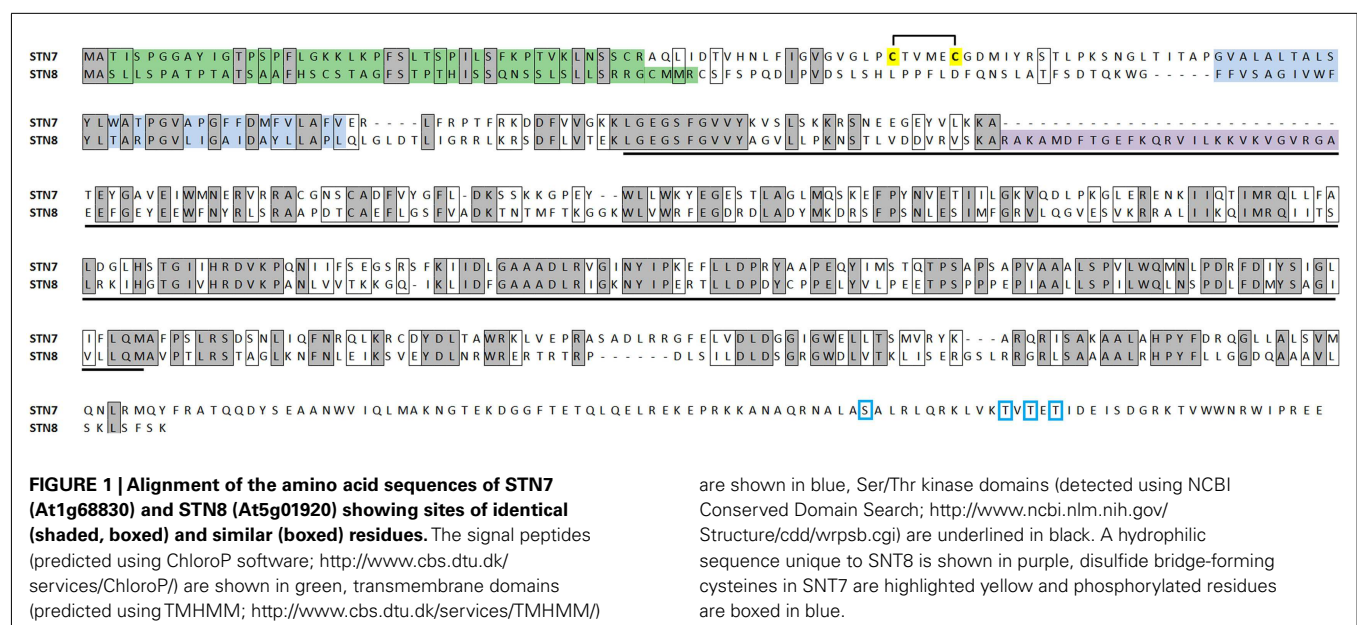 STN7 MATISPGGAYIGTPSPFLGKKLKPFSLTSPILSFKPTVKLNSSCRAQLIDTVHNLFIGVGVGLPCTVMECGDMIYRSTLPKSNGLTITAPGVALALTALS
STN8 MASLLSPATPTATSAAFHSCSTAGFSTPTHISSQNSSLSLLSRRGCMMRCSFSPQDIPVDSLSHLPPFLDFQNSLATFSDTQKWG-----FFVSAGIVWF
STN7 YLWATPGVAPGFFDMFVLAFVER---LFRPTFRKDDFVVGKKLGEGSFGVVYKVSLSKKRSNEEGEYVLKKA---------------------------
STN8 YLTARPGVLIGAIDAYLLAPLQLGLDTLIGRRLKRSDFLVTEKLGEGSFGVVYAGVLLPKNSTLVDDVRVSKARAKAMDFTGEFKQRVILKKVKVGVRGA
STN7 TEYGAVEIWMNERVRRACGNSCADFVYGFL-DKSSKKGPEY--WLLWKYEGESTLAGLMQSKEFPYNVETIILGKVQDLPKGLERENKIIQTIMRQLLFA
STN8 EEFGEYEEWFNYRLSRAAPDTCAEFLGSFVADKTNTMFTKGGKWLVWRFEGDRDLADYMKDRSFPSNLESIMFGRVLQGVESVKRRALIIKQIMRQIITS
STN7 LDGLHSTGIIHRDVKPQNIIFSEGSRSFKIIDLGAAADLRVGINYIPKEFLLDPRYAAPEQYIMSTQTPSAPSAPVAAALSPVLWQMNLPDRFDIYSIGL
STN8 LRKIHGTGIVHRDVKPANLVVTKKGQ-IKLIDFGAAADLRIGKNYIPERTLLDPDYCPPELYVLPEETPSPPPEPIAALLSPILWQLNSPDLFDMYSAGI
STN7 IFLQMAFPSLRSDSNLIQFNRQLKRCDYDLTAWRKLVEPRASADLRRGFELVDLDGGIGWELLTSMVRYK---ARQRISAKAALAHPYFDRQGLLALSVM
STN8 VLLQMAVPTLRSTAGLKNFNLEIKSVEYDLNRWRERTRTRP------DLSILDLDSGRGWDLVTKLISERGSLRRGRLSAAAALRHPYFLLGGDQAAAVL
STN7 QNLRMQYFRATQQDYSEAANWVIQLMAKNGTEKDGGFTETQLQELREKEPRKKANAQRNALASALRLQRKLVKTVTETIDEISDGRKTVWWNRWIPREE
STN8 SKLSFSK
FIGURE 1 | Alignment of the amino acid sequences of STN7
(At1g68830) and STN8 (At5g01920) showing sites of identical
(shaded, boxed) and similar (boxed) residues. The signal peptides
(predicted using ChloroP software; http://www.cbs.dtu.dk/
services/ChloroP/) are shown in green, transmembrane domains
(predicted using TMHMM; http://www.cbs.dtu.dk/services/TMHMM/)
are shown in blue, Ser/Thr kinase domains (detected using NCBI
Conserved Domain Search; http://www.ncbi.nlm.nih.gov/
Structure/cdd/wrpsb.cgi) are underlined in black. A hydrophilic
sequence unique to SNT8 is shown in purple, disulfide bridge-forming
cysteines in SNT7 are highlighted yellow and phosphorylated residues
are boxed in blue.